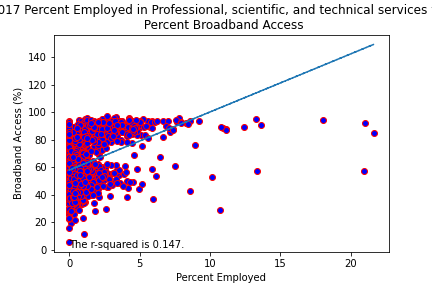 017 Percent Employed in Professional, scientific, and technical services
Percent Broadband Access
140
120
100
80
60
40
20
0
Broadband Access (%)
The r-squared is 0.147.
0 5 10 15 20
Percent Employed